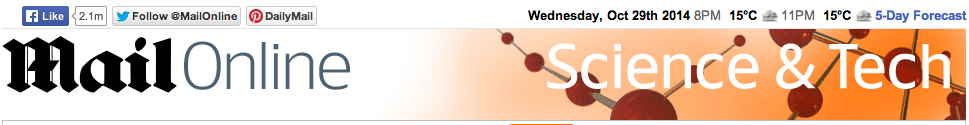 Like 2.1m Follow @MailOnline DailyMail Wednesday, Oct 29th 2014 8PM 15°C 11PM 15°C 5-Day Forecast
Mail Online Science & Tech